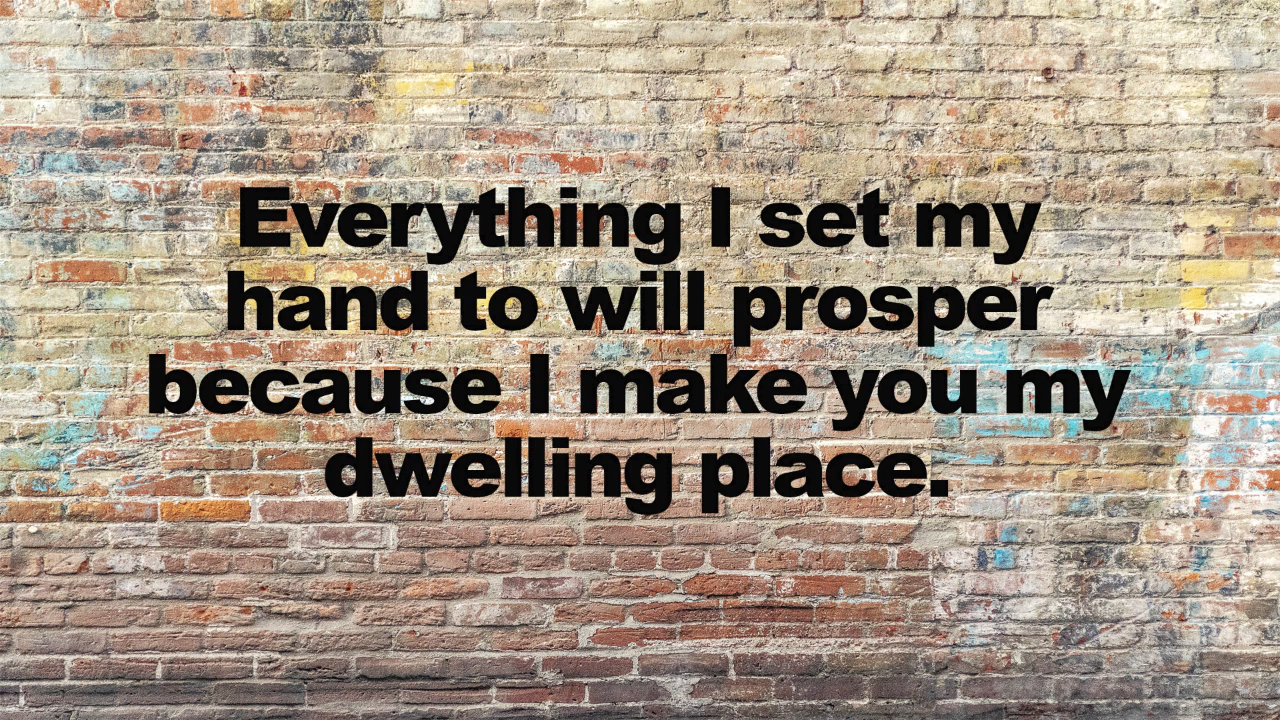 Everything I set my
hand to will prosper
because I make you my
dwelling place.